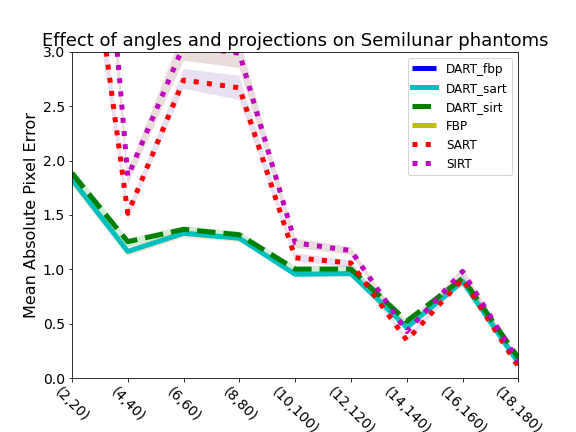 Effect of angles and projections on Semilunar phantoms
3.0
2.5
2.0
1.5
1.0
0.5
0.0
Mean Absolute Pixel Error
DART_fbp
DART_sart
DART_sirt
FBP
SART
SIRT
(2,20)
(4,40)
(6,60)
(8,80)
(10,100)
(12,120)
(14,140)
(16,160)
(18,180)